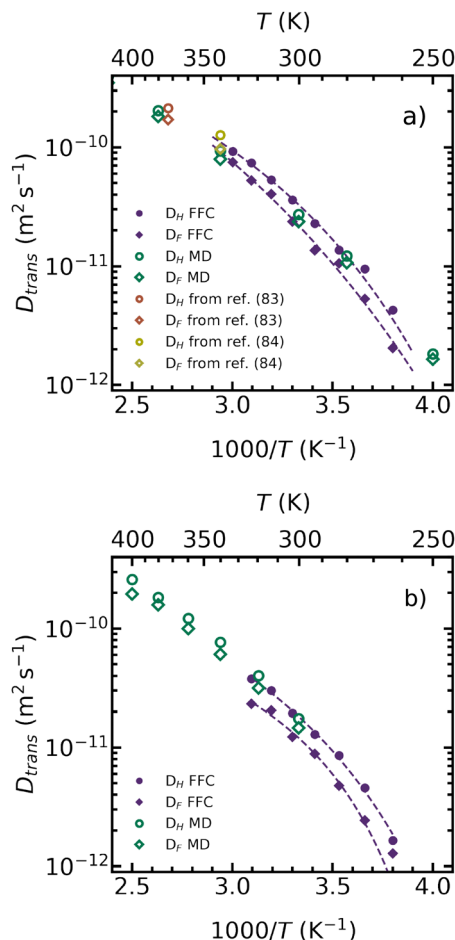 T (K)
400 350 300 250
a)
D_trans (m² s⁻¹)
10⁻¹⁰
10⁻¹¹
10⁻¹²
D_H FFC
D_F FFC
D_H MD
D_F MD
D_H from ref. (83)
D_F from ref. (83)
D_H from ref. (84)
D_F from ref. (84)
2.5 3.0 3.5 4.0
1000/T (K⁻¹)
T (K)
400 350 300 250
b)
D_trans (m² s⁻¹)
10⁻¹⁰
10⁻¹¹
10⁻¹²
D_H FFC
D_F FFC
D_H MD
D_F MD
2.5 3.0 3.5 4.0
1000/T (K⁻¹)